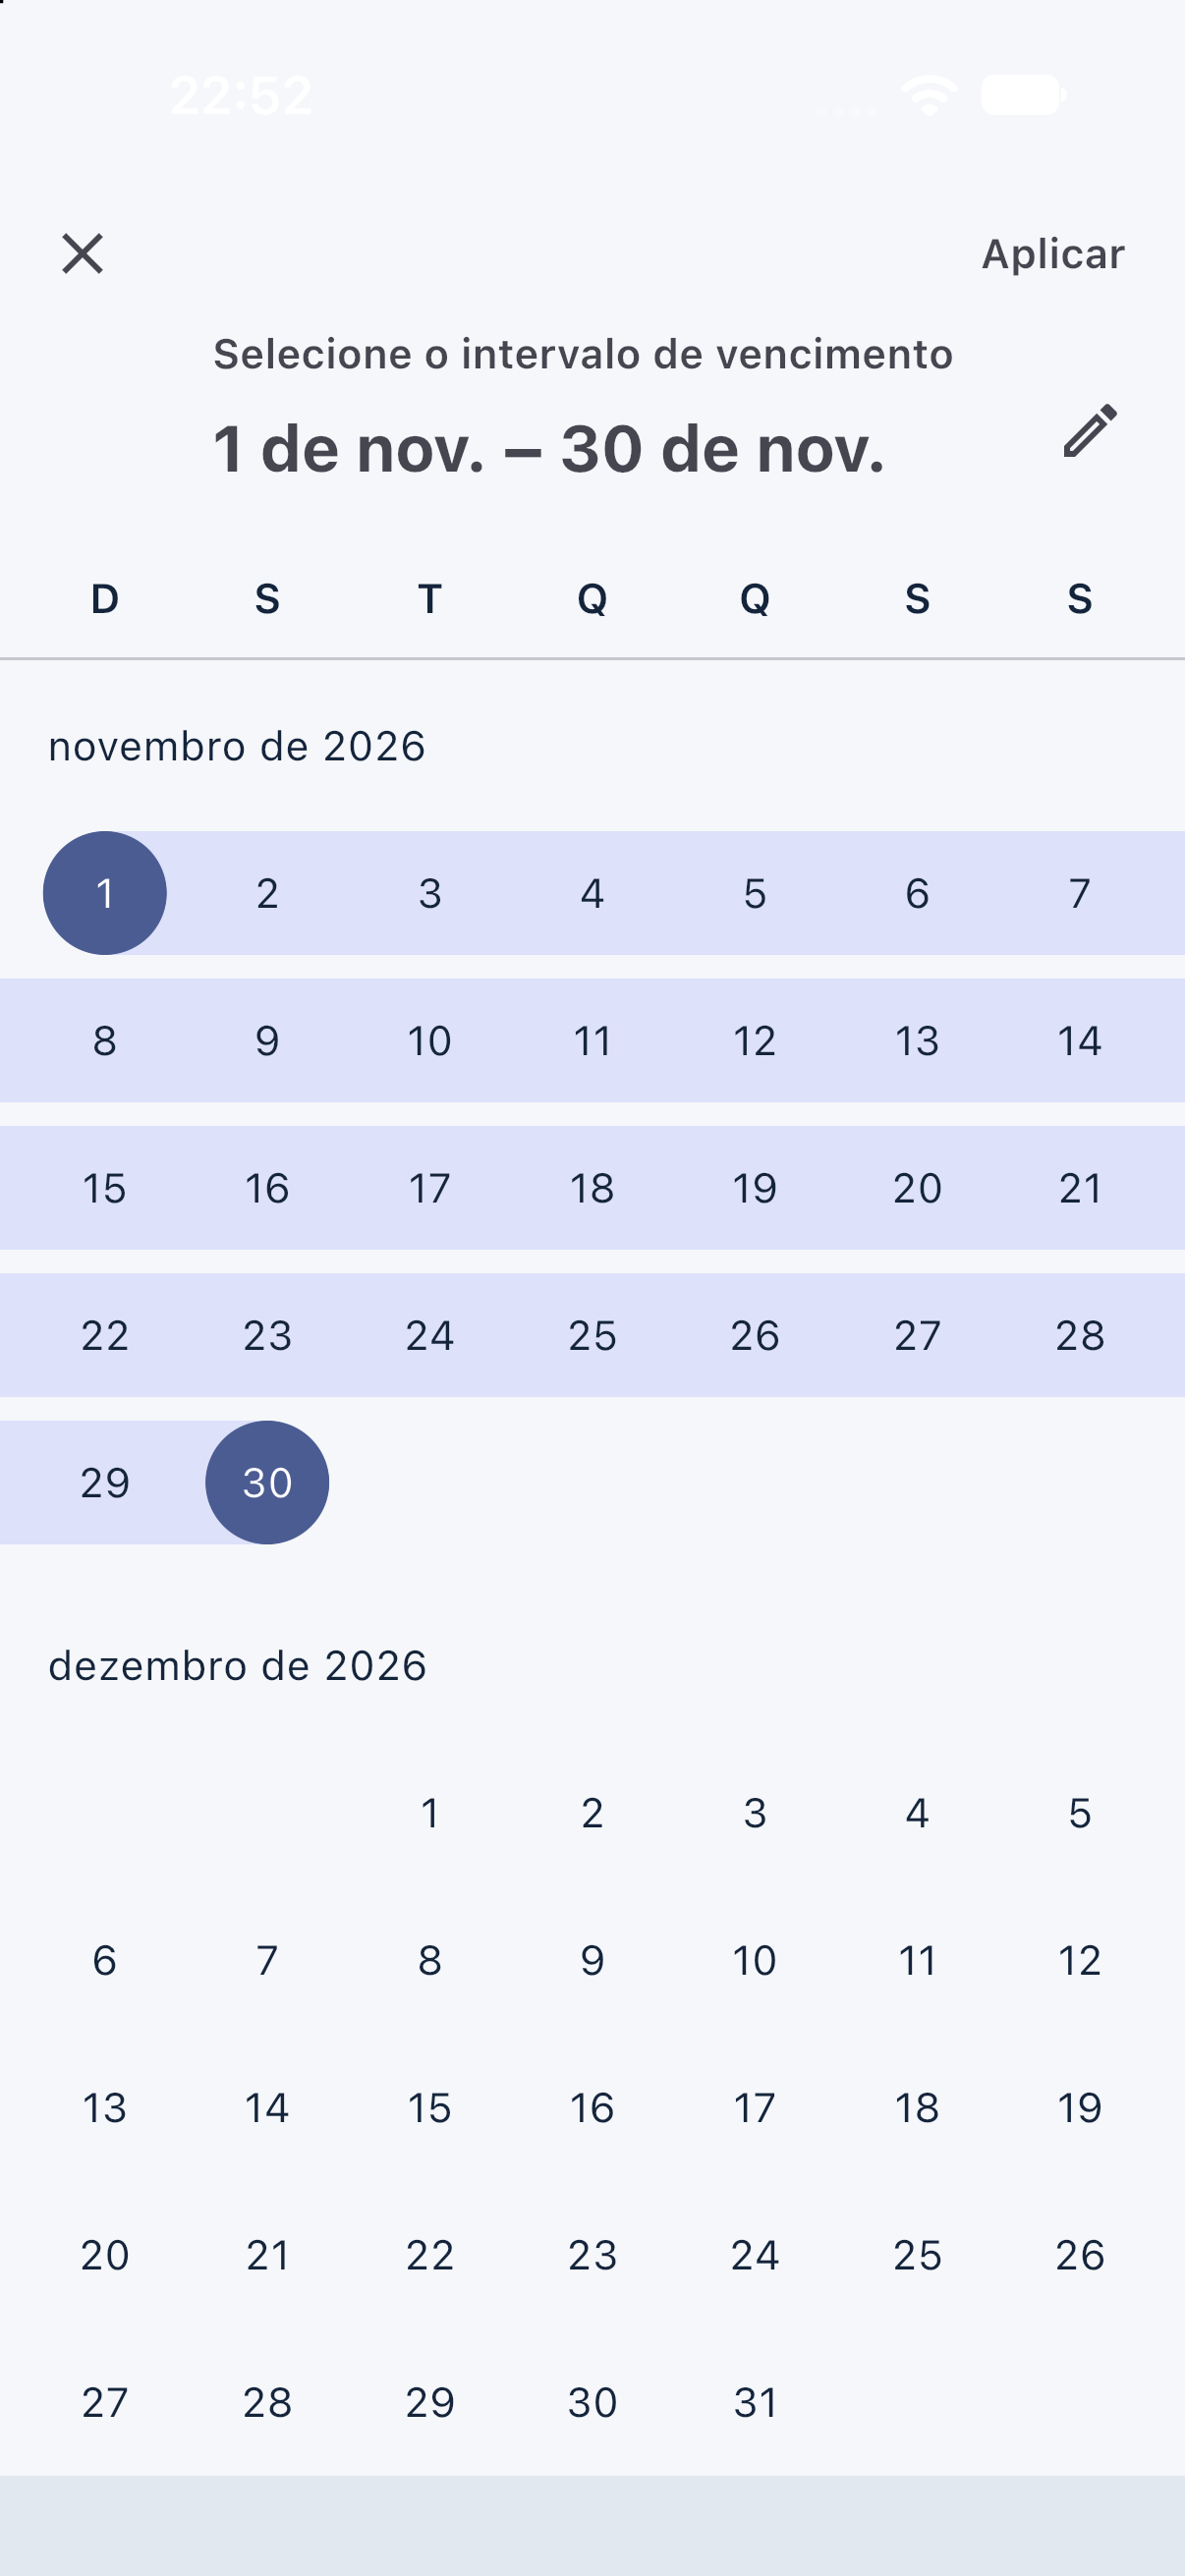 22:52
Aplicar
Selecione o intervalo de vencimento
1 de nov. – 30 de nov.
D S T Q Q S S
novembro de 2026
1 2 3 4 5 6 7
8 9 10 11 12 13 14
15 16 17 18 19 20 21
22 23 24 25 26 27 28
29 30
dezembro de 2026
1 2 3 4 5
6 7 8 9 10 11 12
13 14 15 16 17 18 19
20 21 22 23 24 25 26
27 28 29 30 31